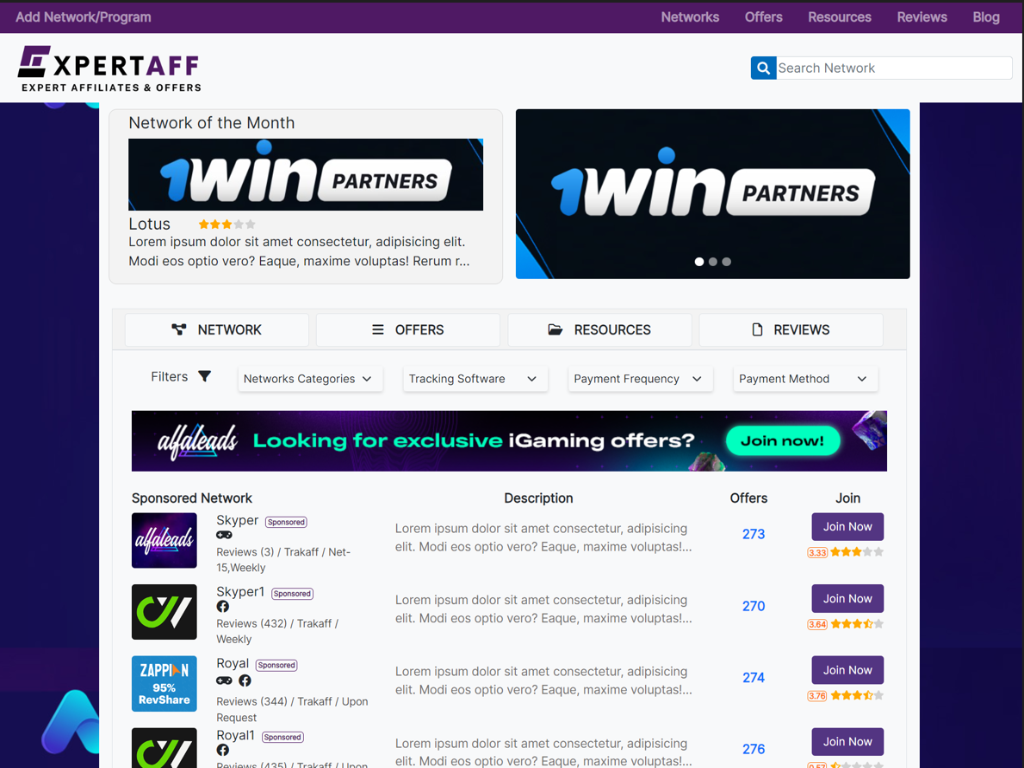 Add Network/Program
Networks
Offers
Resources
Reviews
Blog
EXPERTAFF
EXPERT AFFILIATES & OFFERS
Search Network
Network of the Month
1win PARTNERS
Lotus
Lorem ipsum dolor sit amet consectetur, adipisicing elit.
Modi eos optio vero? Eaque, maxime voluptas! Rerum r...
1win PARTNERS
NETWORK
OFFERS
RESOURCES
REVIEWS
Filters
Networks Categories
Tracking Software
Payment Frequency
Payment Method
alfaleads Looking for exclusive iGaming offers? Join now!
Sponsored Network
Description
Offers
Join
alfaleads
Skyper Sponsored
Reviews (3) / Trakaff / Net-
15,Weekly
Lorem ipsum dolor sit amet consectetur, adipisicing
elit. Modi eos optio vero? Eaque, maxime voluptas!...
273
Join Now
3.33
Skyper1 Sponsored
Reviews (432) / Trakaff /
Weekly
Lorem ipsum dolor sit amet consectetur, adipisicing
elit. Modi eos optio vero? Eaque, maxime voluptas!...
270
Join Now
3.64
ZAPPION
95%
RevShare
Royal Sponsored
Reviews (344) / Trakaff / Upon
Request
Lorem ipsum dolor sit amet consectetur, adipisicing
elit. Modi eos optio vero? Eaque, maxime voluptas!...
274
Join Now
3.76
Royal1 Sponsored
Reviews (435) / Trakaff / Upon
Lorem ipsum dolor sit amet consectetur, adipisicing
elit. Modi eos optio vero? Eaque, maxime voluptas!...
276
Join Now
0.57